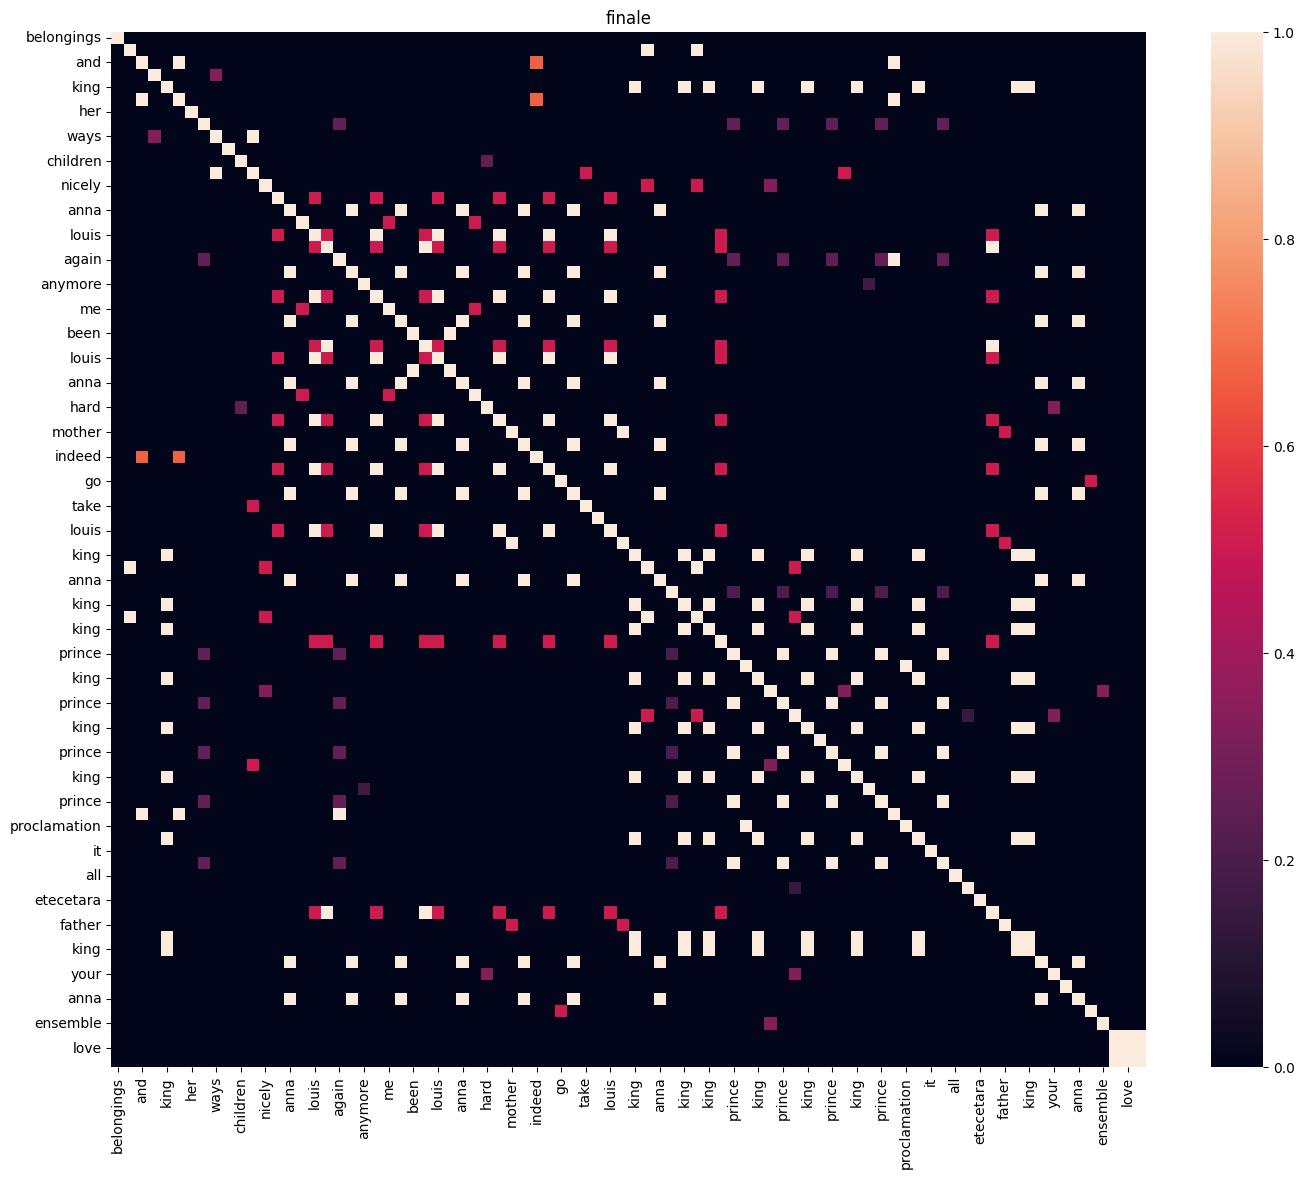 finale
belongings
and
king
her
ways
children
nicely
anna
louis
again
anymore
me
been
louis
anna
hard
mother
indeed
go
take
louis
king
anna
king
king
prince
king
prince
king
prince
king
prince
proclamation
it
all
etecetara
father
king
your
anna
ensemble
love
belongings
and
king
her
ways
children
nicely
anna
louis
again
anymore
me
been
louis
anna
hard
mother
indeed
go
take
louis
king
anna
king
king
prince
king
prince
king
prince
king
prince
proclamation
it
all
etecetara
father
king
your
anna
ensemble
love
1.0
0.8
0.6
0.4
0.2
0.0